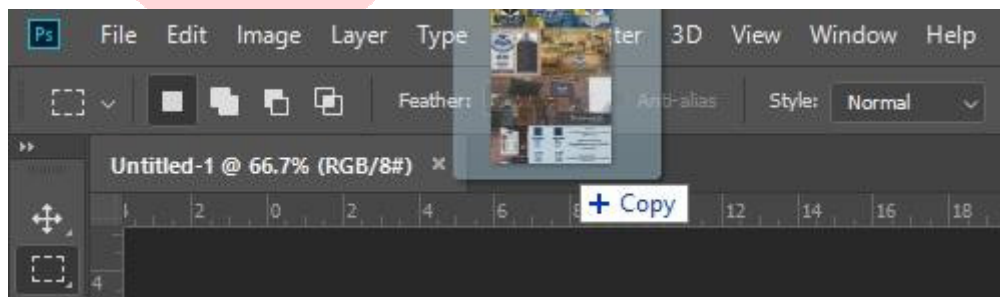 Ps File Edit Image Layer Type ter 3D View Window Help
Feather: Anti-alias Style: Normal
Untitled-1 @ 66.7% (RGB/8#) ×
2 0 2 4 6 8 12 14 16 18
+ Copy
4